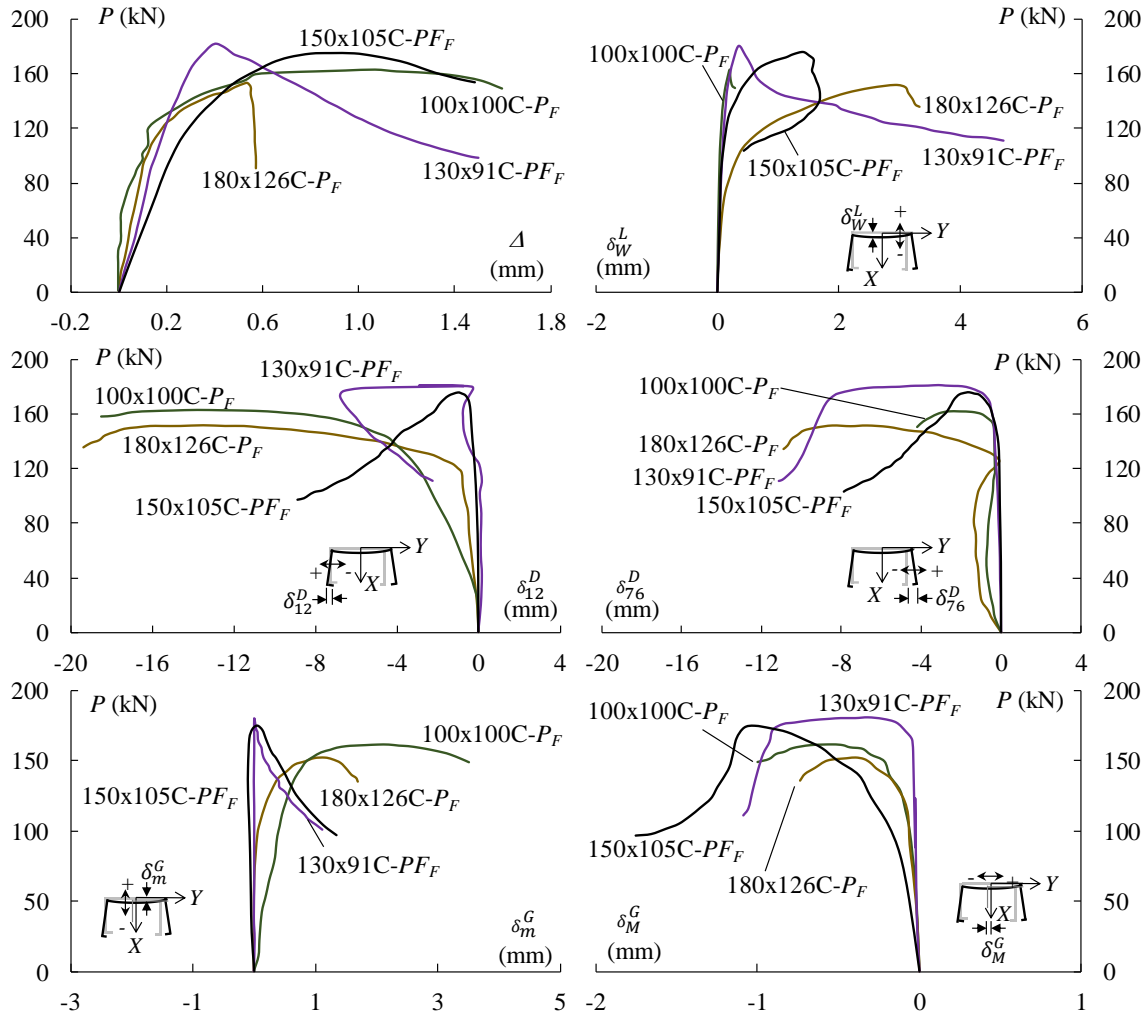 P (kN)
200
160
120
80
40
0
150x105C-PF_F
100x100C-P_F
180x126C-P_F
130x91C-PF_F
Δ
(mm)
-0.2 0.2 0.6 1.0 1.4 1.8
P (kN)
200
160
120
80
40
0
100x100C-P_F
180x126C-P_F
150x105C-PF_F
130x91C-PF_F
δ_W^L
(mm)
δ_W^L + - Y X
-2 0 2 4 6
P (kN)
200
160
120
80
40
0
130x91C-PF_F
100x100C-P_F
180x126C-P_F
150x105C-PF_F
+ - Y X
δ_12^D
δ_12^D
(mm)
-20 -16 -12 -8 -4 0 4
P (kN)
200
160
120
80
40
0
100x100C-P_F
180x126C-P_F
130x91C-PF_F
150x105C-PF_F
Y - + X
δ_76^D
δ_76^D
(mm)
-20 -16 -12 -8 -4 0 4
P (kN)
200
150
100
50
0
100x100C-P_F
150x105C-PF_F
180x126C-P_F
130x91C-PF_F
δ_m^G
+ - Y X
δ_m^G
(mm)
-3 -1 1 3 5
P (kN)
200
150
100
50
0
130x91C-PF_F
100x100C-P_F
150x105C-PF_F
180x126C-P_F
- + Y X
δ_M^G
δ_M^G
(mm)
-2 -1 0 1